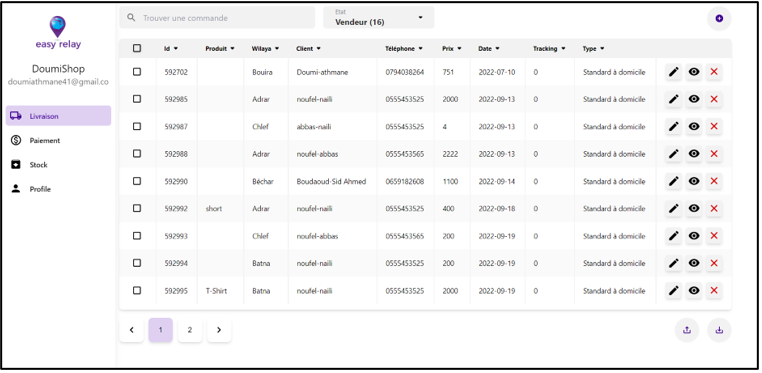 easy relay
DoumiShop
doumiathmane41@gmail.co
Livraison
Paiement
Stock
Profile
Trouver une commande
État
Vendeur (16)
Id Produit Wilaya Client Téléphone Prix Date Tracking Type
592702 Bouira Doumi-athmane 0794038264 751 2022-07-10 0 Standard à domicile
592985 Adrar noufel-naili 0555453525 2000 2022-09-13 0 Standard à domicile
592987 Chlef abbas-naili 0555453525 4 2022-09-13 0 Standard à domicile
592988 Adrar noufel-abbas 0555453565 2222 2022-09-13 0 Standard à domicile
592990 Béchar Boudaoud-Sid Ahmed 0659182608 1100 2022-09-14 0 Standard à domicile
592992 short Adrar noufel-naili 0555453525 400 2022-09-18 0 Standard à domicile
592993 Chlef noufel-abbas 0555453565 200 2022-09-19 0 Standard à domicile
592994 Batna noufel-naili 0555453525 200 2022-09-19 0 Standard à domicile
592995 T-Shirt Batna noufel-naili 0555453525 2000 2022-09-19 0 Standard à domicile
1 2